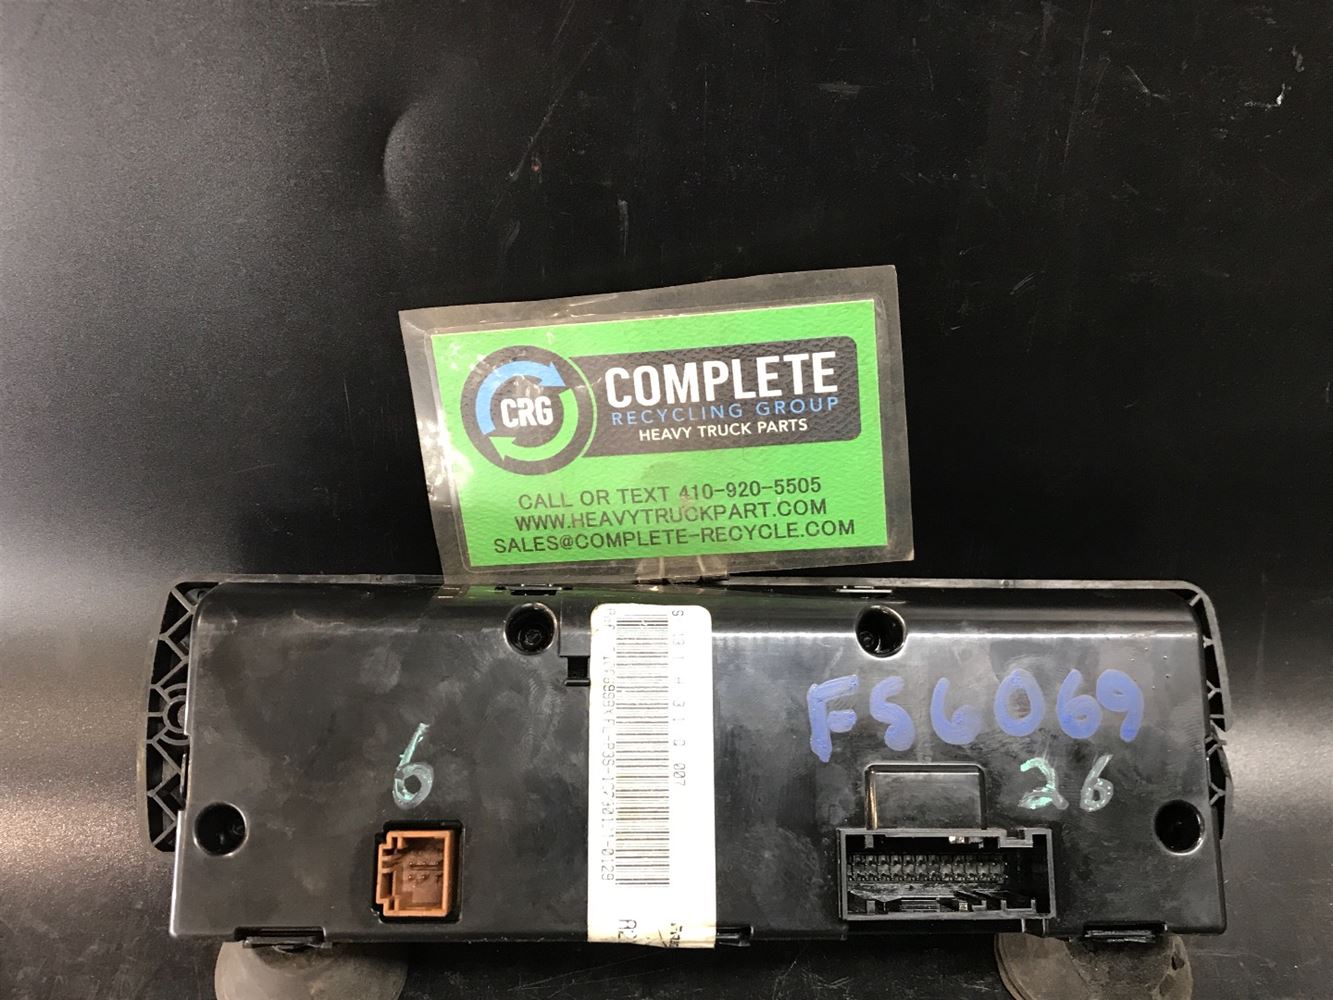 CRG
COMPLETE
RECYCLING GROUP
HEAVY TRUCK PARTS
CALL OR TEXT 410-920-5505
WWW.HEAVYTRUCKPART.COM
SALES@COMPLETE-RECYCLE.COM
FS6069
26
6